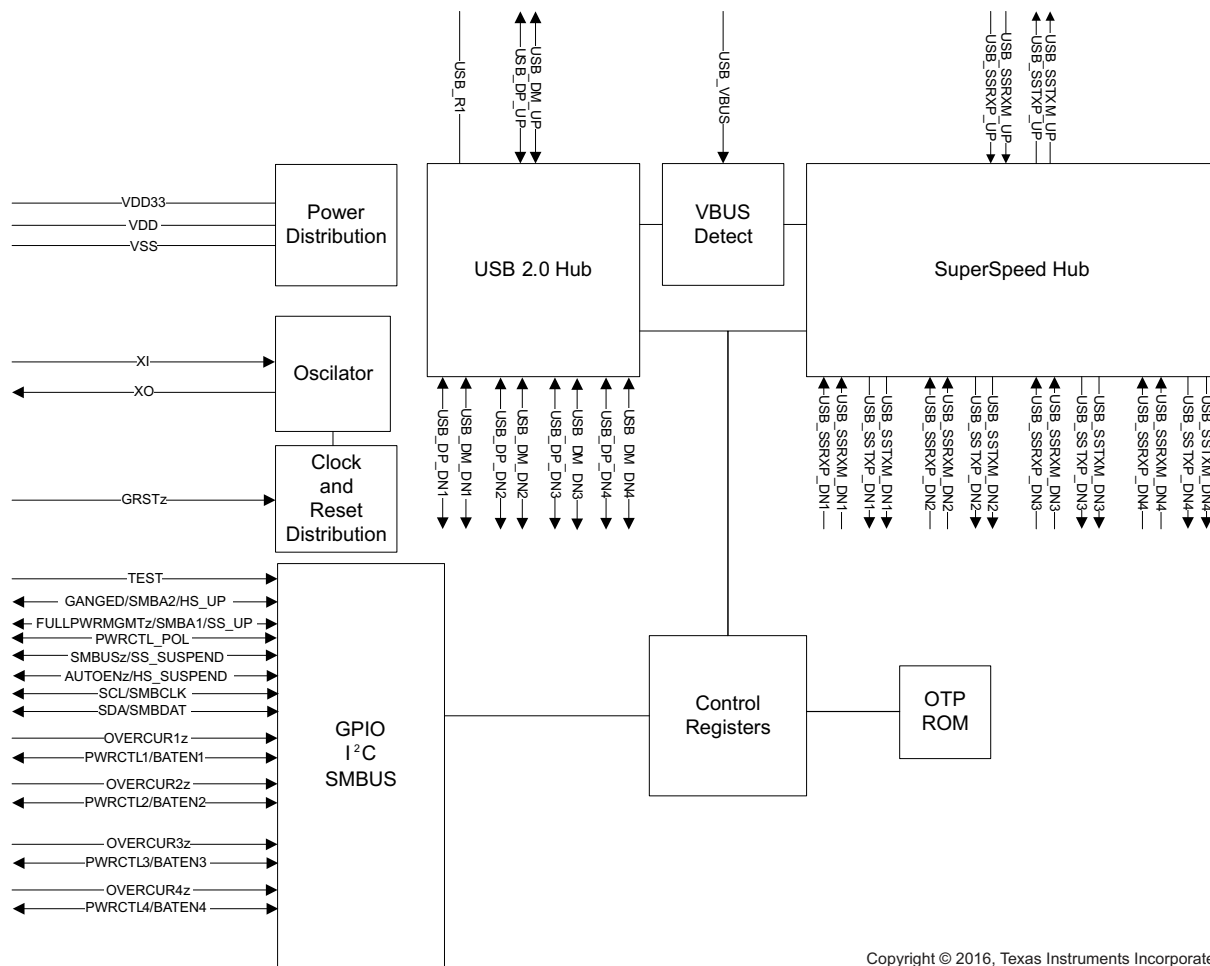 USB_R1
USB_DP_UP
USB_DM_UP
USB_VBUS
USB_SSRXP_UP
USB_SSRXM_UP
USB_SSTXP_UP
USB_SSTXM_UP
VDD33
VDD
VSS
Power
Distribution
USB 2.0 Hub
VBUS
Detect
SuperSpeed Hub
XI
XO
Oscilator
GRSTz
Clock
and
Reset
Distribution
USB_DP_DN1
USB_DM_DN1
USB_DP_DN2
USB_DM_DN2
USB_DP_DN3
USB_DM_DN3
USB_DP_DN4
USB_DM_DN4
USB_SSRXP_DN1
USB_SSRXM_DN1
USB_SSTXP_DN1
USB_SSTXM_DN1
USB_SSRXP_DN2
USB_SSRXM_DN2
USB_SSTXP_DN2
USB_SSTXM_DN2
USB_SSRXP_DN3
USB_SSRXM_DN3
USB_SSTXP_DN3
USB_SSTXM_DN3
USB_SSRXP_DN4
USB_SSRXM_DN4
USB_SSTXP_DN4
USB_SSTXM_DN4
TEST
GANGED/SMBA2/HS_UP
FULLPWRMGMTz/SMBA1/SS_UP
PWRCTL_POL
SMBUSz/SS_SUSPEND
AUTOENz/HS_SUSPEND
SCL/SMBCLK
SDA/SMBDAT
OVERCUR1z
PWRCTL1/BATEN1
OVERCUR2z
PWRCTL2/BATEN2
OVERCUR3z
PWRCTL3/BATEN3
OVERCUR4z
PWRCTL4/BATEN4
GPIO
I²C
SMBUS
Control
Registers
OTP
ROM
Copyright © 2016, Texas Instruments Incorporate